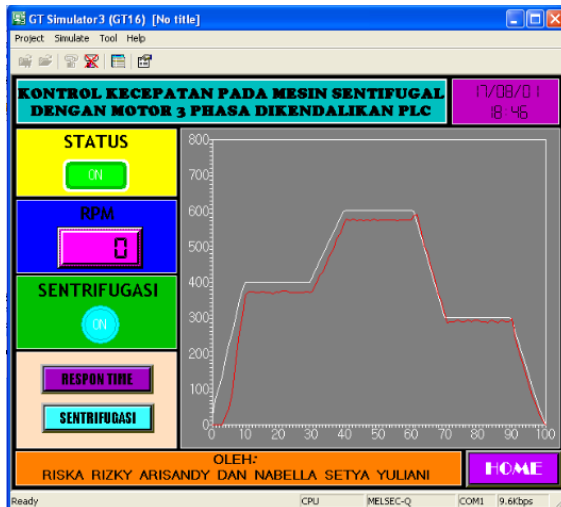 GT Simulator3 (GT16) [No title]
Project Simulate Tool Help
KONTROL KECEPATAN PADA MESIN SENTIFUGAL
DENGAN MOTOR 3 PHASA DIKENDALIKAN PLC
17/08/01
18:46
STATUS
ON
RPM
0
SENTRIFUGASI
ON
RESPON TIME
SENTRIFUGASI
800
700
600
500
400
300
200
100
0
0 10 20 30 40 50 60 70 80 90 100
OLEH:
RISKA RIZKY ARISANDY DAN NABELLA SETYA YULIANI
HOME
Ready CPU MELSEC-Q COM1 9.6Kbps